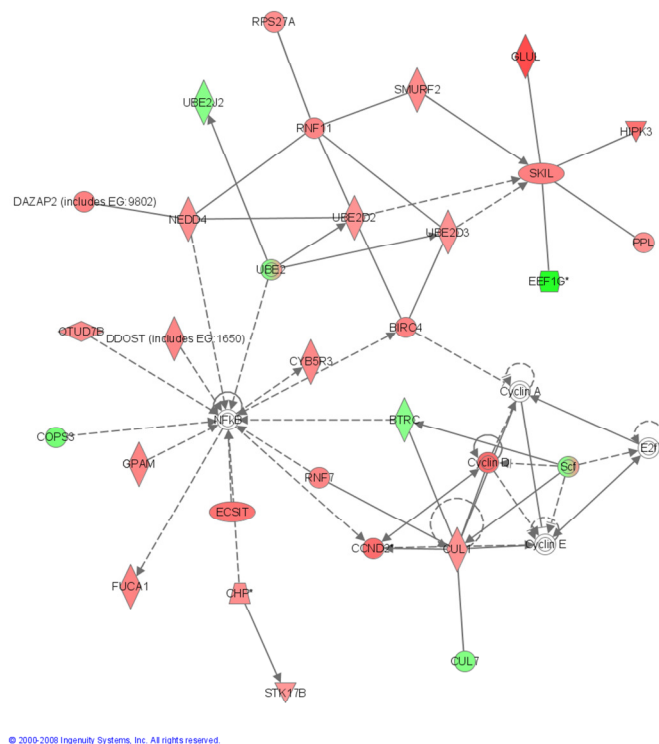 RPS27A
GLUL
UBE2J2
SMURF2
RNF11
HIPK3
SKIL
DAZAP2 (includes EG:9802)
NEDD4
UBE2D2
UBE2D3
PPL
UBE2
EEF1G*
OTUD7B
DDOST (includes EG:1650)
BIRC4
CYB5R3
Cyclin A
NFkB
BTRC
COPS3
E2f
GPAM
Cyclin D
Scf
RNF7
ECSIT
CCND2*
CUL1
Cyclin E
FUCA1
CHP*
CUL7
STK17B
© 2000-2008 Ingenuity Systems, Inc. All rights reserved.